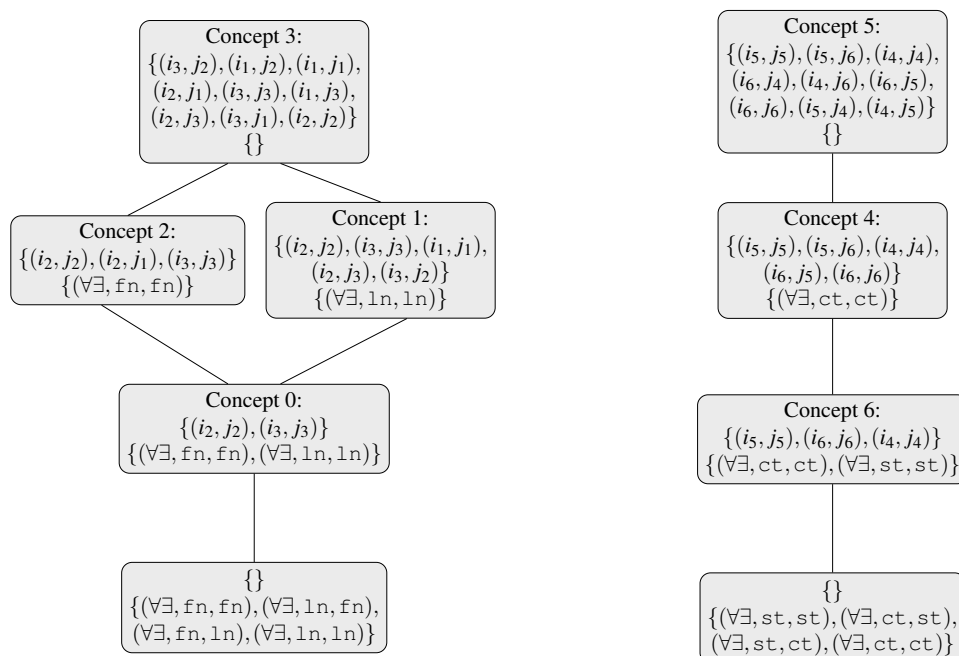 Concept 3:
{(i₃, j₂), (i₁, j₂), (i₁, j₁),
(i₂, j₁), (i₃, j₃), (i₁, j₃),
(i₂, j₃), (i₃, j₁), (i₂, j₂)}
{}
Concept 2:
{(i₂, j₂), (i₂, j₁), (i₃, j₃)}
{(∀∃, fn, fn)}
Concept 1:
{(i₂, j₂), (i₃, j₃), (i₁, j₁),
(i₂, j₃), (i₃, j₂)}
{(∀∃, ln, ln)}
Concept 0:
{(i₂, j₂), (i₃, j₃)}
{(∀∃, fn, fn), (∀∃, ln, ln)}
{}
{(∀∃, fn, fn), (∀∃, ln, fn),
(∀∃, fn, ln), (∀∃, ln, ln)}
Concept 5:
{(i₅, j₅), (i₅, j₆), (i₄, j₄),
(i₆, j₄), (i₄, j₆), (i₆, j₅),
(i₆, j₆), (i₅, j₄), (i₄, j₅)}
{}
Concept 4:
{(i₅, j₅), (i₅, j₆), (i₄, j₄),
(i₆, j₅), (i₆, j₆)}
{(∀∃, ct, ct)}
Concept 6:
{(i₅, j₅), (i₆, j₆), (i₄, j₄)}
{(∀∃, ct, ct), (∀∃, st, st)}
{}
{(∀∃, st, st), (∀∃, ct, st),
(∀∃, st, ct), (∀∃, ct, ct)}